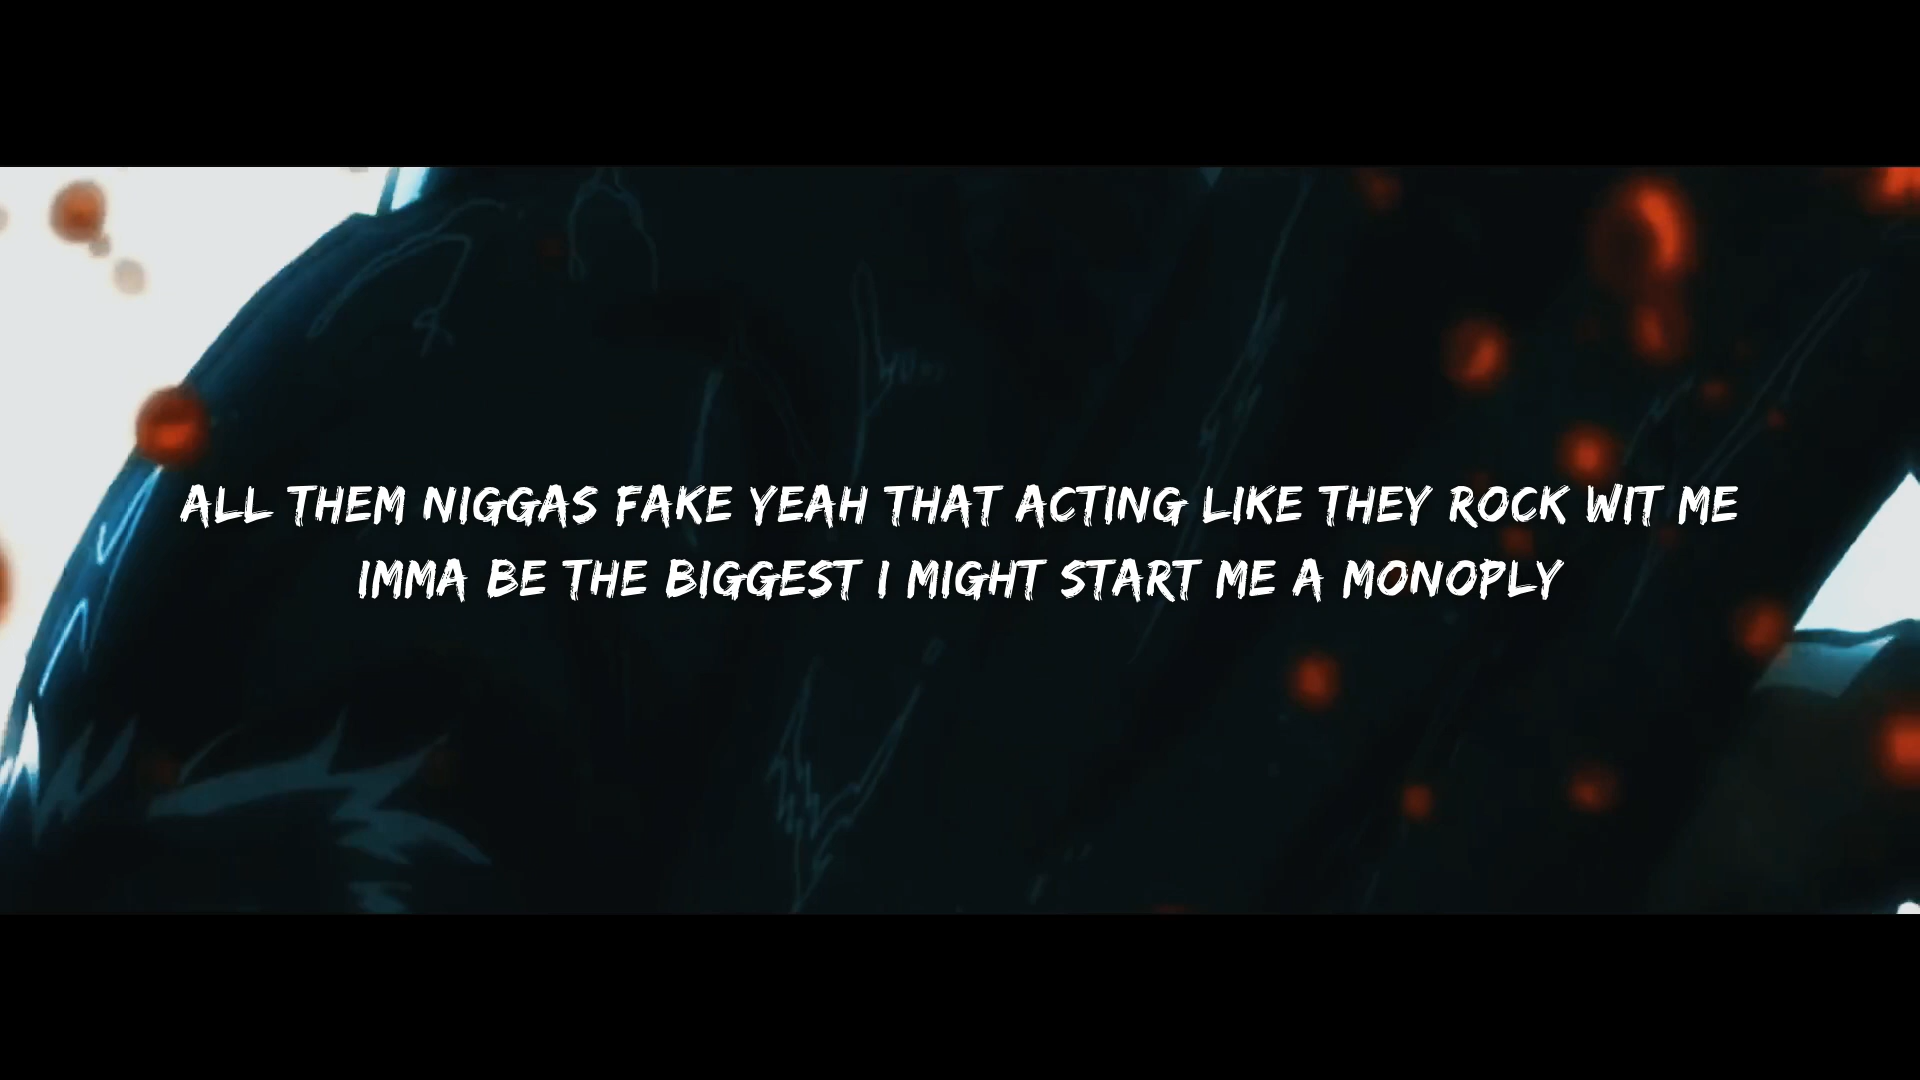 ALL THEM NIGGAS FAKE YEAH THAT ACTING LIKE THEY ROCK WIT ME
IMMA BE THE BIGGEST I MIGHT START ME A MONOPLY